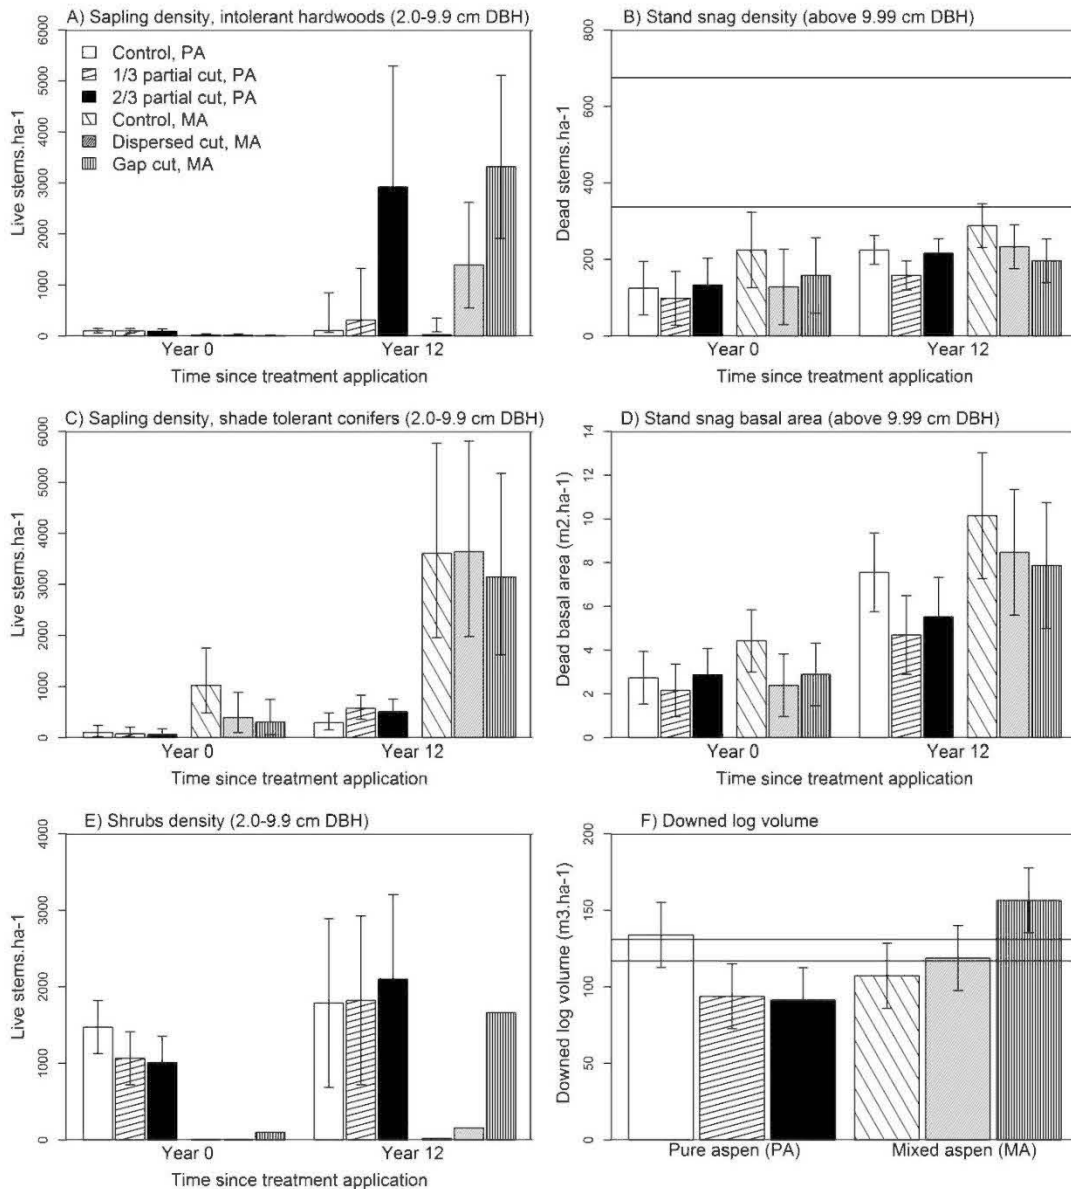 A) Sapling density, intolerant hardwoods (2.0-9.9 cm DBH)
6000
5000
4000
3000
2000
1000
0
Live stems.ha-1
Control, PA
1/3 partial cut, PA
2/3 partial cut, PA
Control, MA
Dispersed cut, MA
Gap cut, MA
Year 0
Year 12
Time since treatment application
B) Stand snag density (above 9.99 cm DBH)
800
600
400
200
0
Dead stems.ha-1
Year 0
Year 12
Time since treatment application
C) Sapling density, shade tolerant conifers (2.0-9.9 cm DBH)
6000
5000
4000
3000
2000
1000
0
Live stems.ha-1
Year 0
Year 12
Time since treatment application
D) Stand snag basal area (above 9.99 cm DBH)
14
12
10
8
6
4
2
0
Dead basal area (m2.ha-1)
Year 0
Year 12
Time since treatment application
E) Shrubs density (2.0-9.9 cm DBH)
4000
3000
2000
1000
0
Live stems.ha-1
Year 0
Year 12
Time since treatment application
F) Downed log volume
200
150
100
50
0
Downed log volume (m3.ha-1)
Pure aspen (PA)
Mixed aspen (MA)